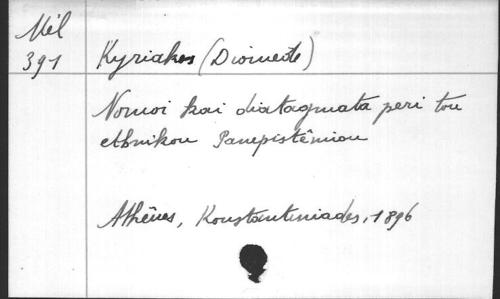 Mél
391
Kyriakos (Diomede)
Nomoi kai diatagmata peri tou
ethnikou Panepistêmiou
Athênes, Konstantiniades, 1896